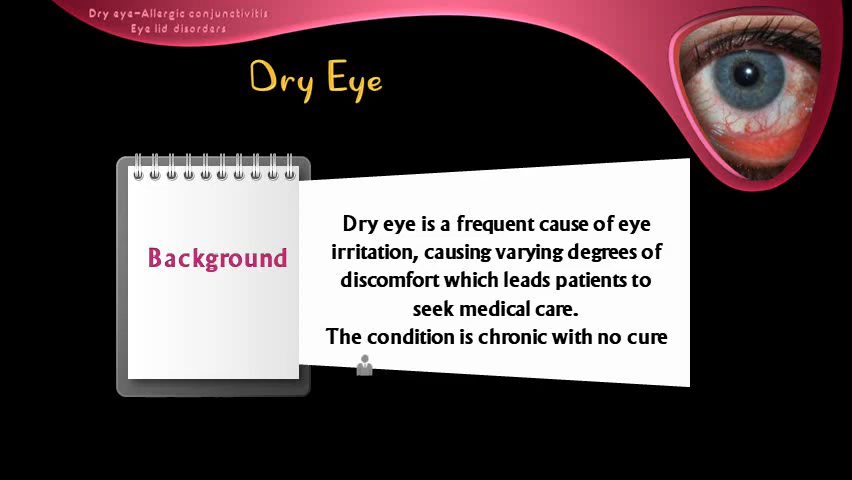 Dry eye-Allergic conjunctivitis
Eye lid disorders
Dry Eye
Background
Dry eye is a frequent cause of eye
irritation, causing varying degrees of
discomfort which leads patients to
seek medical care.
The condition is chronic with no cure